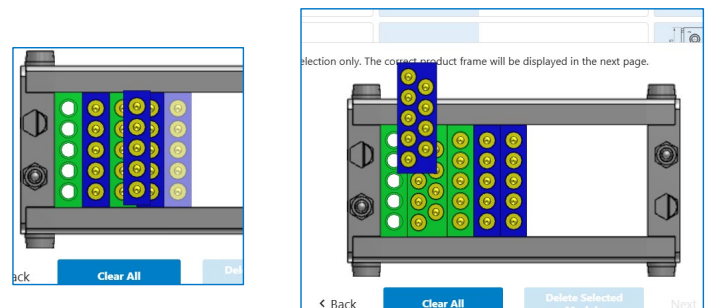 ack
Clear All
Del
election only. The correct product frame will be displayed in the next page.
Back
Clear All
Delete Selected
Next